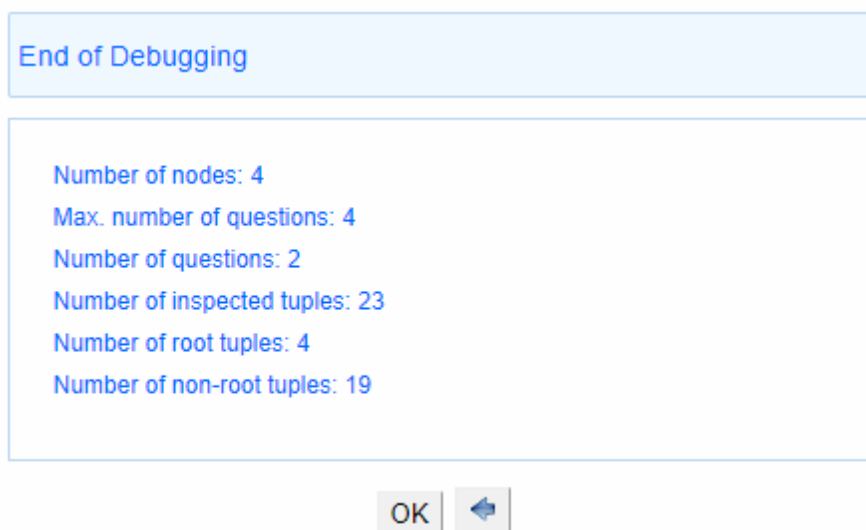 End of Debugging
Number of nodes: 4
Max. number of questions: 4
Number of questions: 2
Number of inspected tuples: 23
Number of root tuples: 4
Number of non-root tuples: 19
OK